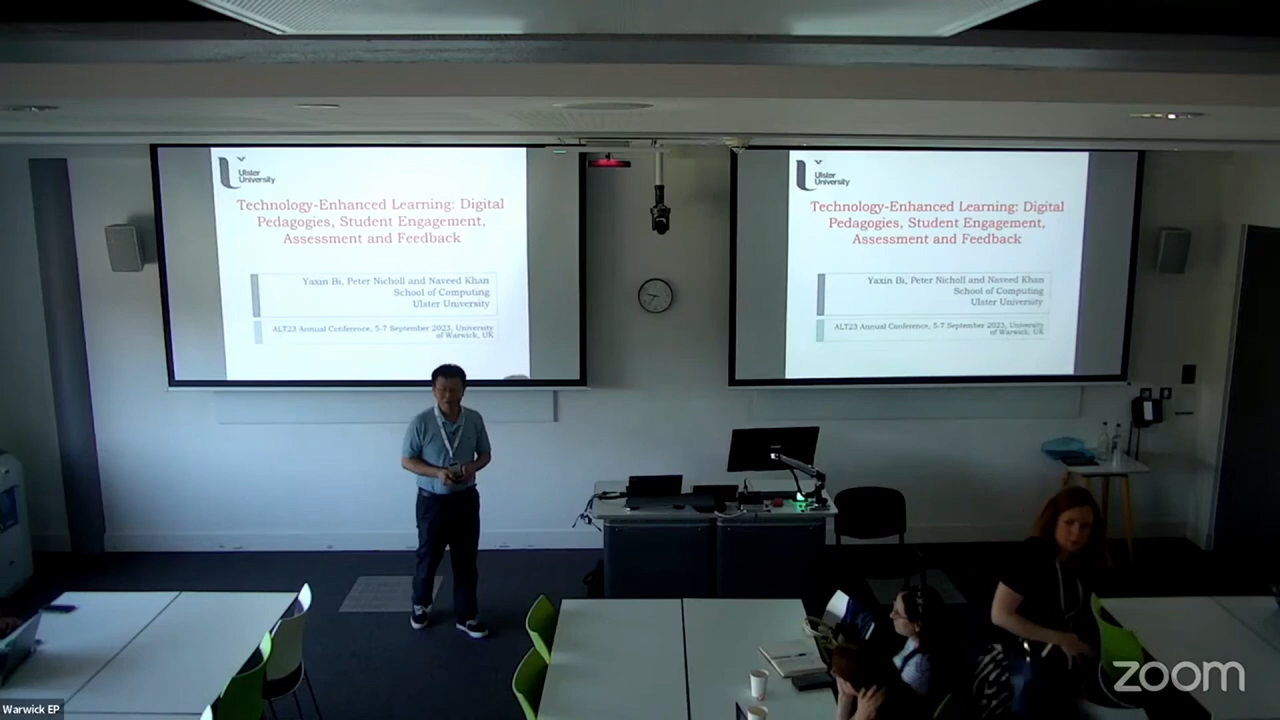 Ulster
University
Technology-Enhanced Learning: Digital
Pedagogies, Student Engagement,
Assessment and Feedback
Yaxin Bi, Peter Nicholl and Naveed Khan
School of Computing
Ulster University
ALT23 Annual Conference, 5-7 September 2023, University
of Warwick, UK
Ulster
University
Technology-Enhanced Learning: Digital
Pedagogies, Student Engagement,
Assessment and Feedback
Yaxin Bi, Peter Nicholl and Naveed Khan
School of Computing
Ulster University
ALT23 Annual Conference, 5-7 September 2023, University
of Warwick, UK
Warwick EP
zoom